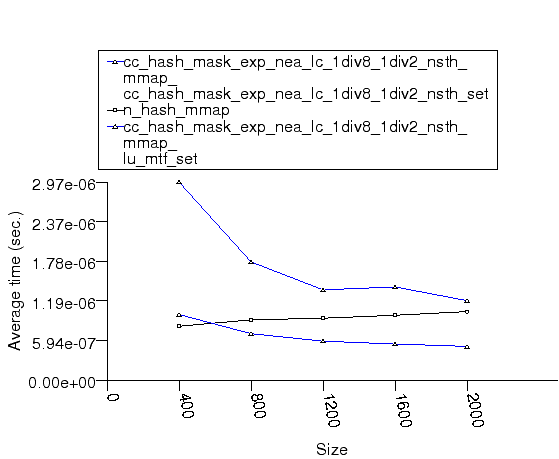 cc_hash_mask_exp_nea_lc_1div8_1div2_nsth_
mmap_
cc_hash_mask_exp_nea_lc_1div8_1div2_nsth_set
n_hash_mmap
cc_hash_mask_exp_nea_lc_1div8_1div2_nsth_
mmap_
lu_mtf_set
2.97e-06
2.37e-06
1.78e-06
1.19e-06
5.94e-07
0.00e+00
Average time (sec.)
0
400
800
1200
1600
2000
Size